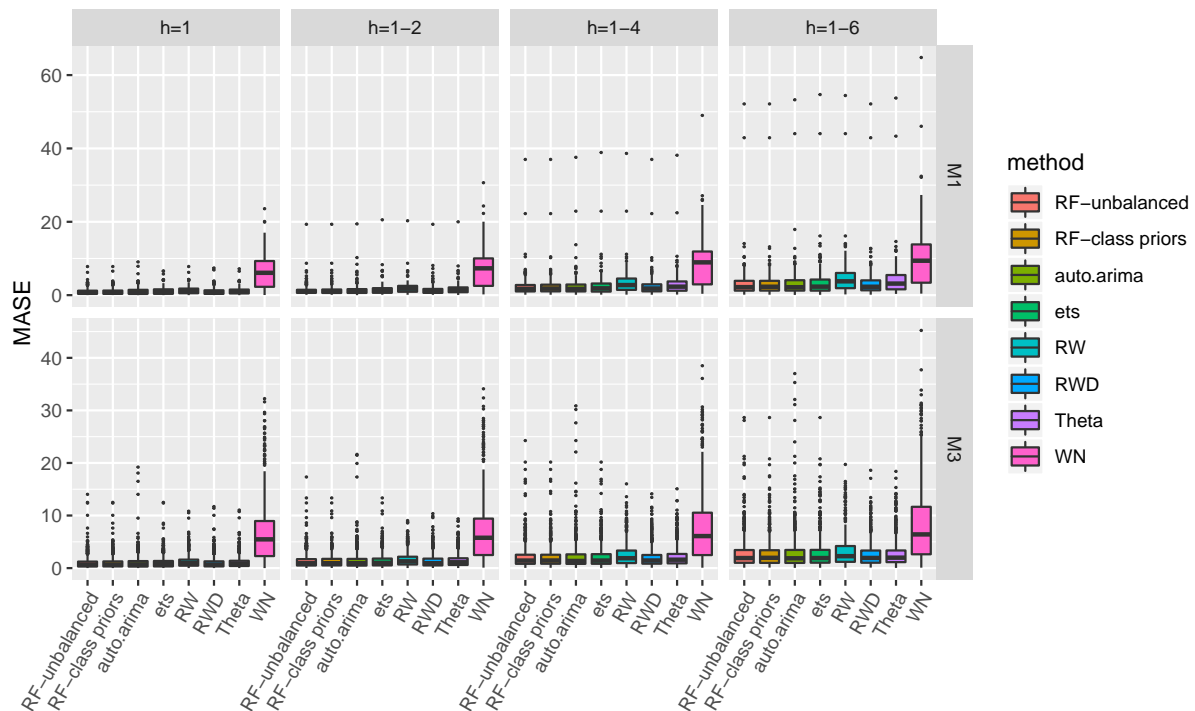 h=1
h=1−2
h=1−4
h=1−6
MASE
60
40
20
0
M1
40
30
20
10
0
M3
RF−unbalanced
RF−class priors
auto.arima
ets
RW
RWD
Theta
WN
RF−unbalanced
RF−class priors
auto.arima
ets
RW
RWD
Theta
WN
RF−unbalanced
RF−class priors
auto.arima
ets
RW
RWD
Theta
WN
RF−unbalanced
RF−class priors
auto.arima
ets
RW
RWD
Theta
WN
method
RF−unbalanced
RF−class priors
auto.arima
ets
RW
RWD
Theta
WN